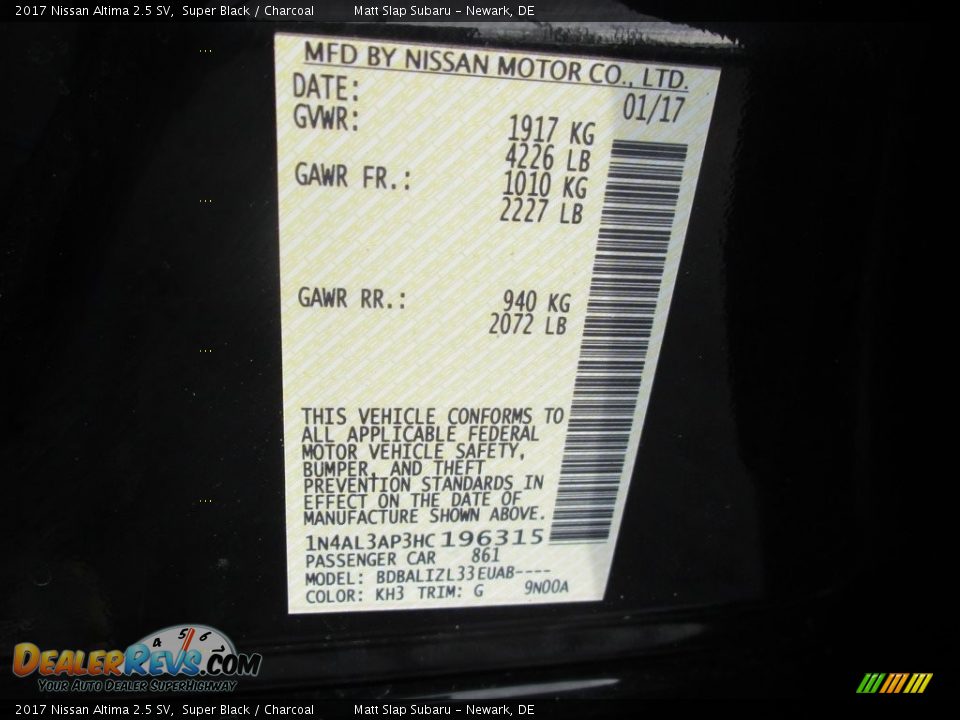 2017 Nissan Altima 2.5 SV, Super Black / Charcoal Matt Slap Subaru - Newark, DE
MFD BY NISSAN MOTOR CO., LTD.
DATE: 01/17
GVWR: 1917 KG
4226 LB
GAWR FR.: 1010 KG
2227 LB
GAWR RR.: 940 KG
2072 LB
THIS VEHICLE CONFORMS TO
ALL APPLICABLE FEDERAL
MOTOR VEHICLE SAFETY,
BUMPER, AND THEFT
PREVENTION STANDARDS IN
EFFECT ON THE DATE OF
MANUFACTURE SHOWN ABOVE.
1N4AL3AP3HC196315
PASSENGER CAR 861
MODEL: BDBALIZL33EUAB----
COLOR: KH3 TRIM: G 9N00A
4 5 6
DealerRevs.com
Your Auto Dealer SuperHighway
2017 Nissan Altima 2.5 SV, Super Black / Charcoal Matt Slap Subaru - Newark, DE